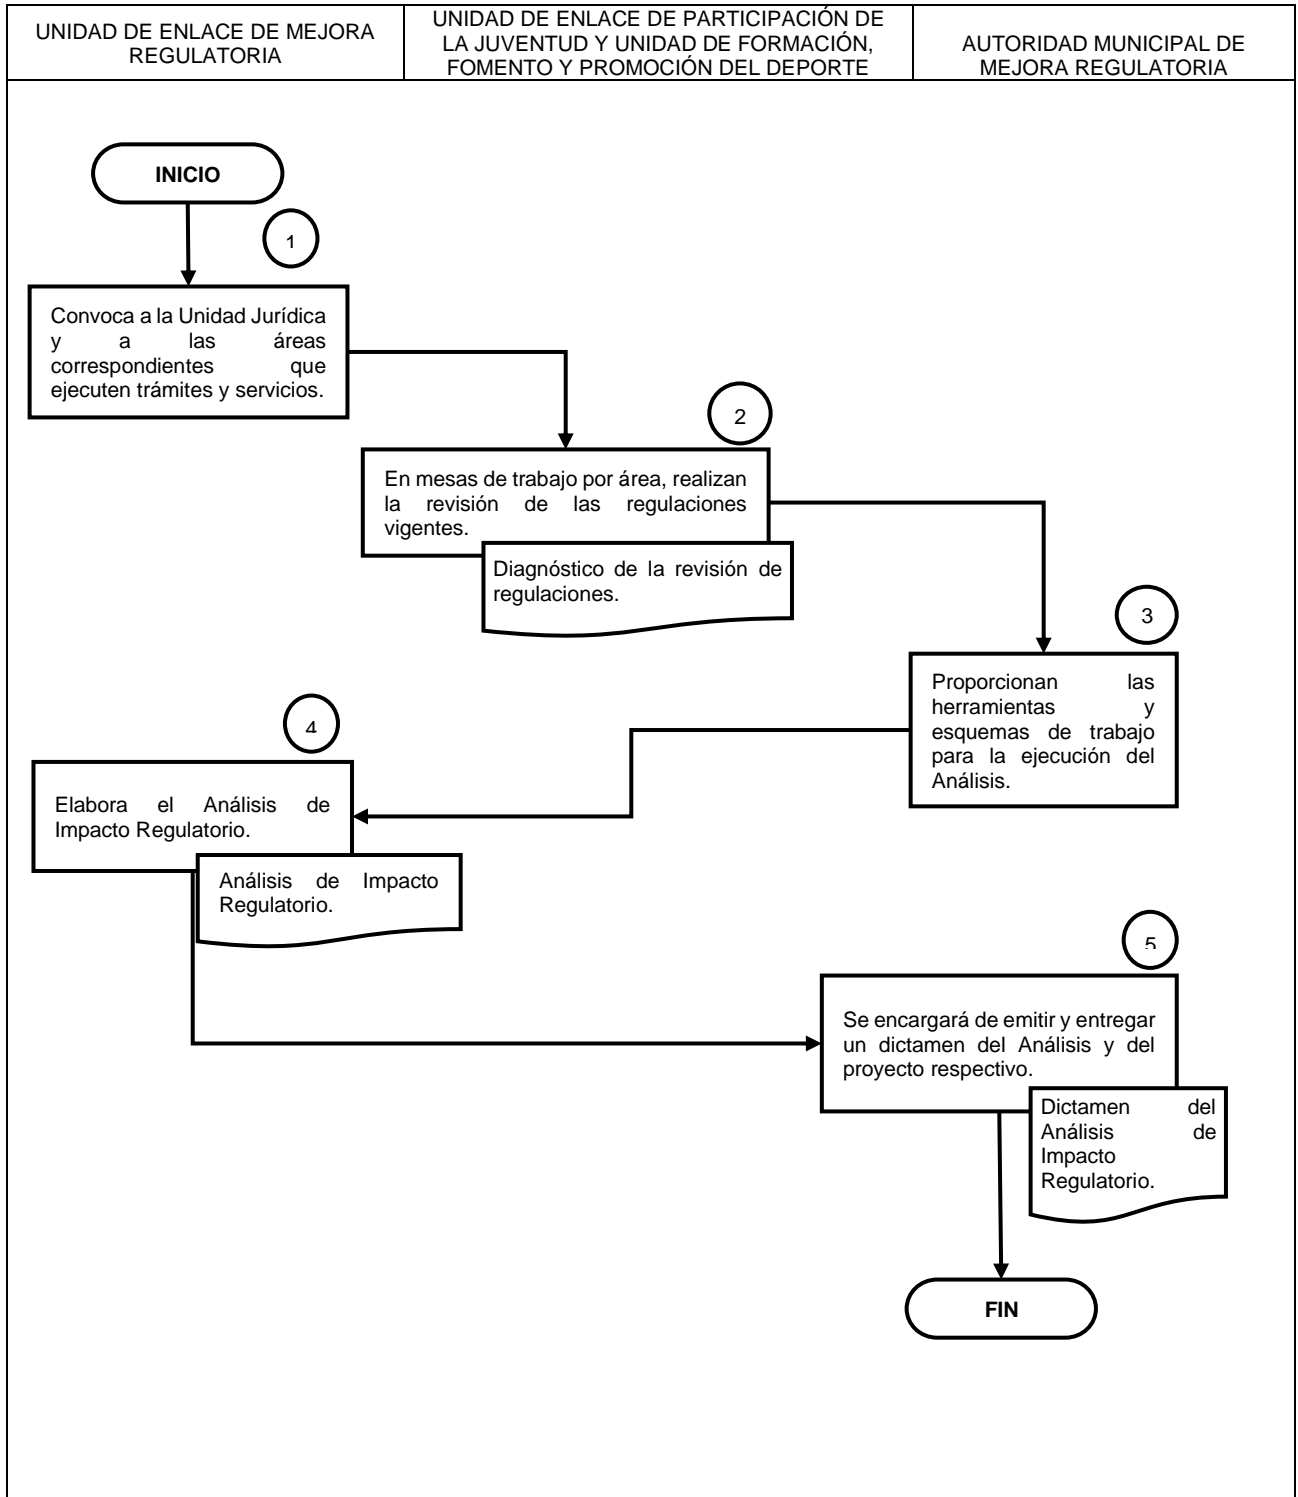 UNIDAD DE ENLACE DE MEJORA
REGULATORIA
UNIDAD DE ENLACE DE PARTICIPACIÓN DE
LA JUVENTUD Y UNIDAD DE FORMACIÓN,
FOMENTO Y PROMOCIÓN DEL DEPORTE
AUTORIDAD MUNICIPAL DE
MEJORA REGULATORIA
INICIO
1
Convoca a la Unidad Jurídica
y a las áreas
correspondientes que
ejecuten trámites y servicios.
2
En mesas de trabajo por área, realizan
la revisión de las regulaciones
vigentes.
Diagnóstico de la revisión de
regulaciones.
3
Proporcionan las
herramientas y
esquemas de trabajo
para la ejecución del
Análisis.
4
Elabora el Análisis de
Impacto Regulatorio.
Análisis de Impacto
Regulatorio.
5
Se encargará de emitir y entregar
un dictamen del Análisis y del
proyecto respectivo.
Dictamen del
Análisis de
Impacto
Regulatorio.
FIN